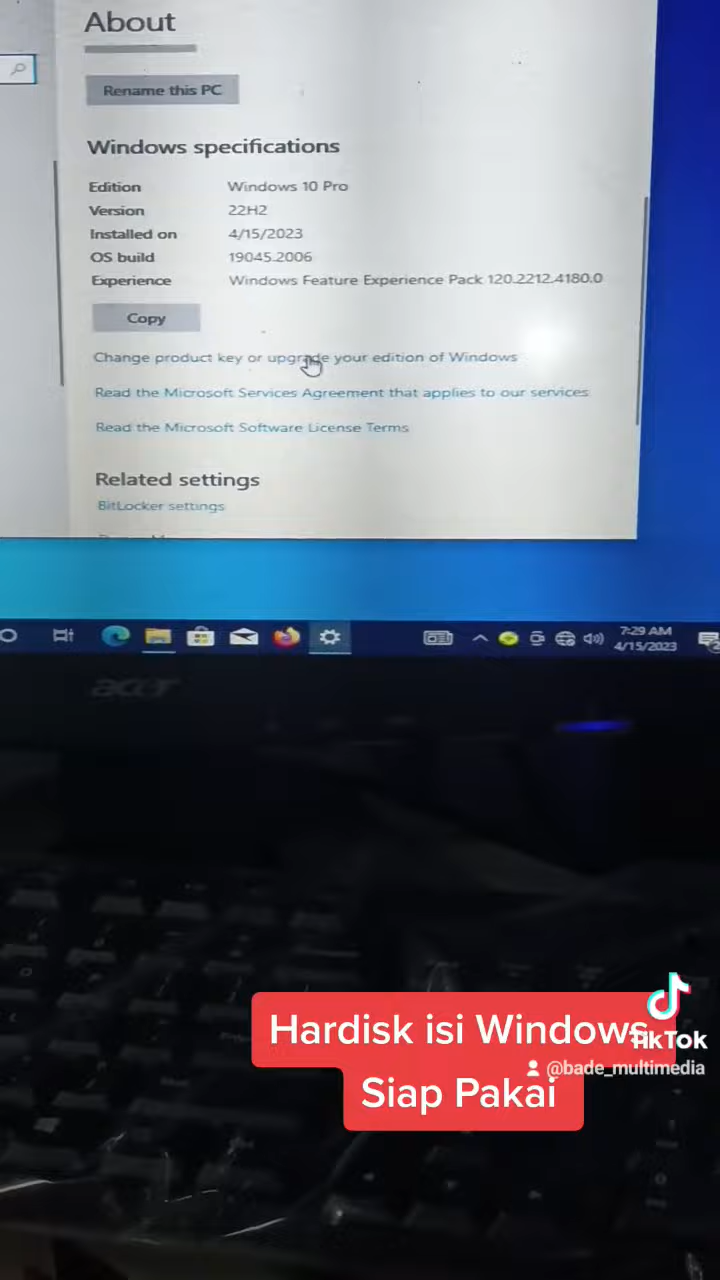 About
Rename this PC
Windows specifications
Edition Windows 10 Pro
Version 22H2
Installed on 4/15/2023
OS build 19045.2006
Experience Windows Feature Experience Pack 120.2212.4180.0
Copy
Change product key or upgrade your edition of Windows
Read the Microsoft Services Agreement that applies to our services
Read the Microsoft Software License Terms
Related settings
BitLocker settings
7:29 AM
4/15/2023
acer
Hardisk isi Windows
Siap Pakai
TikTok
@bade_multimedia